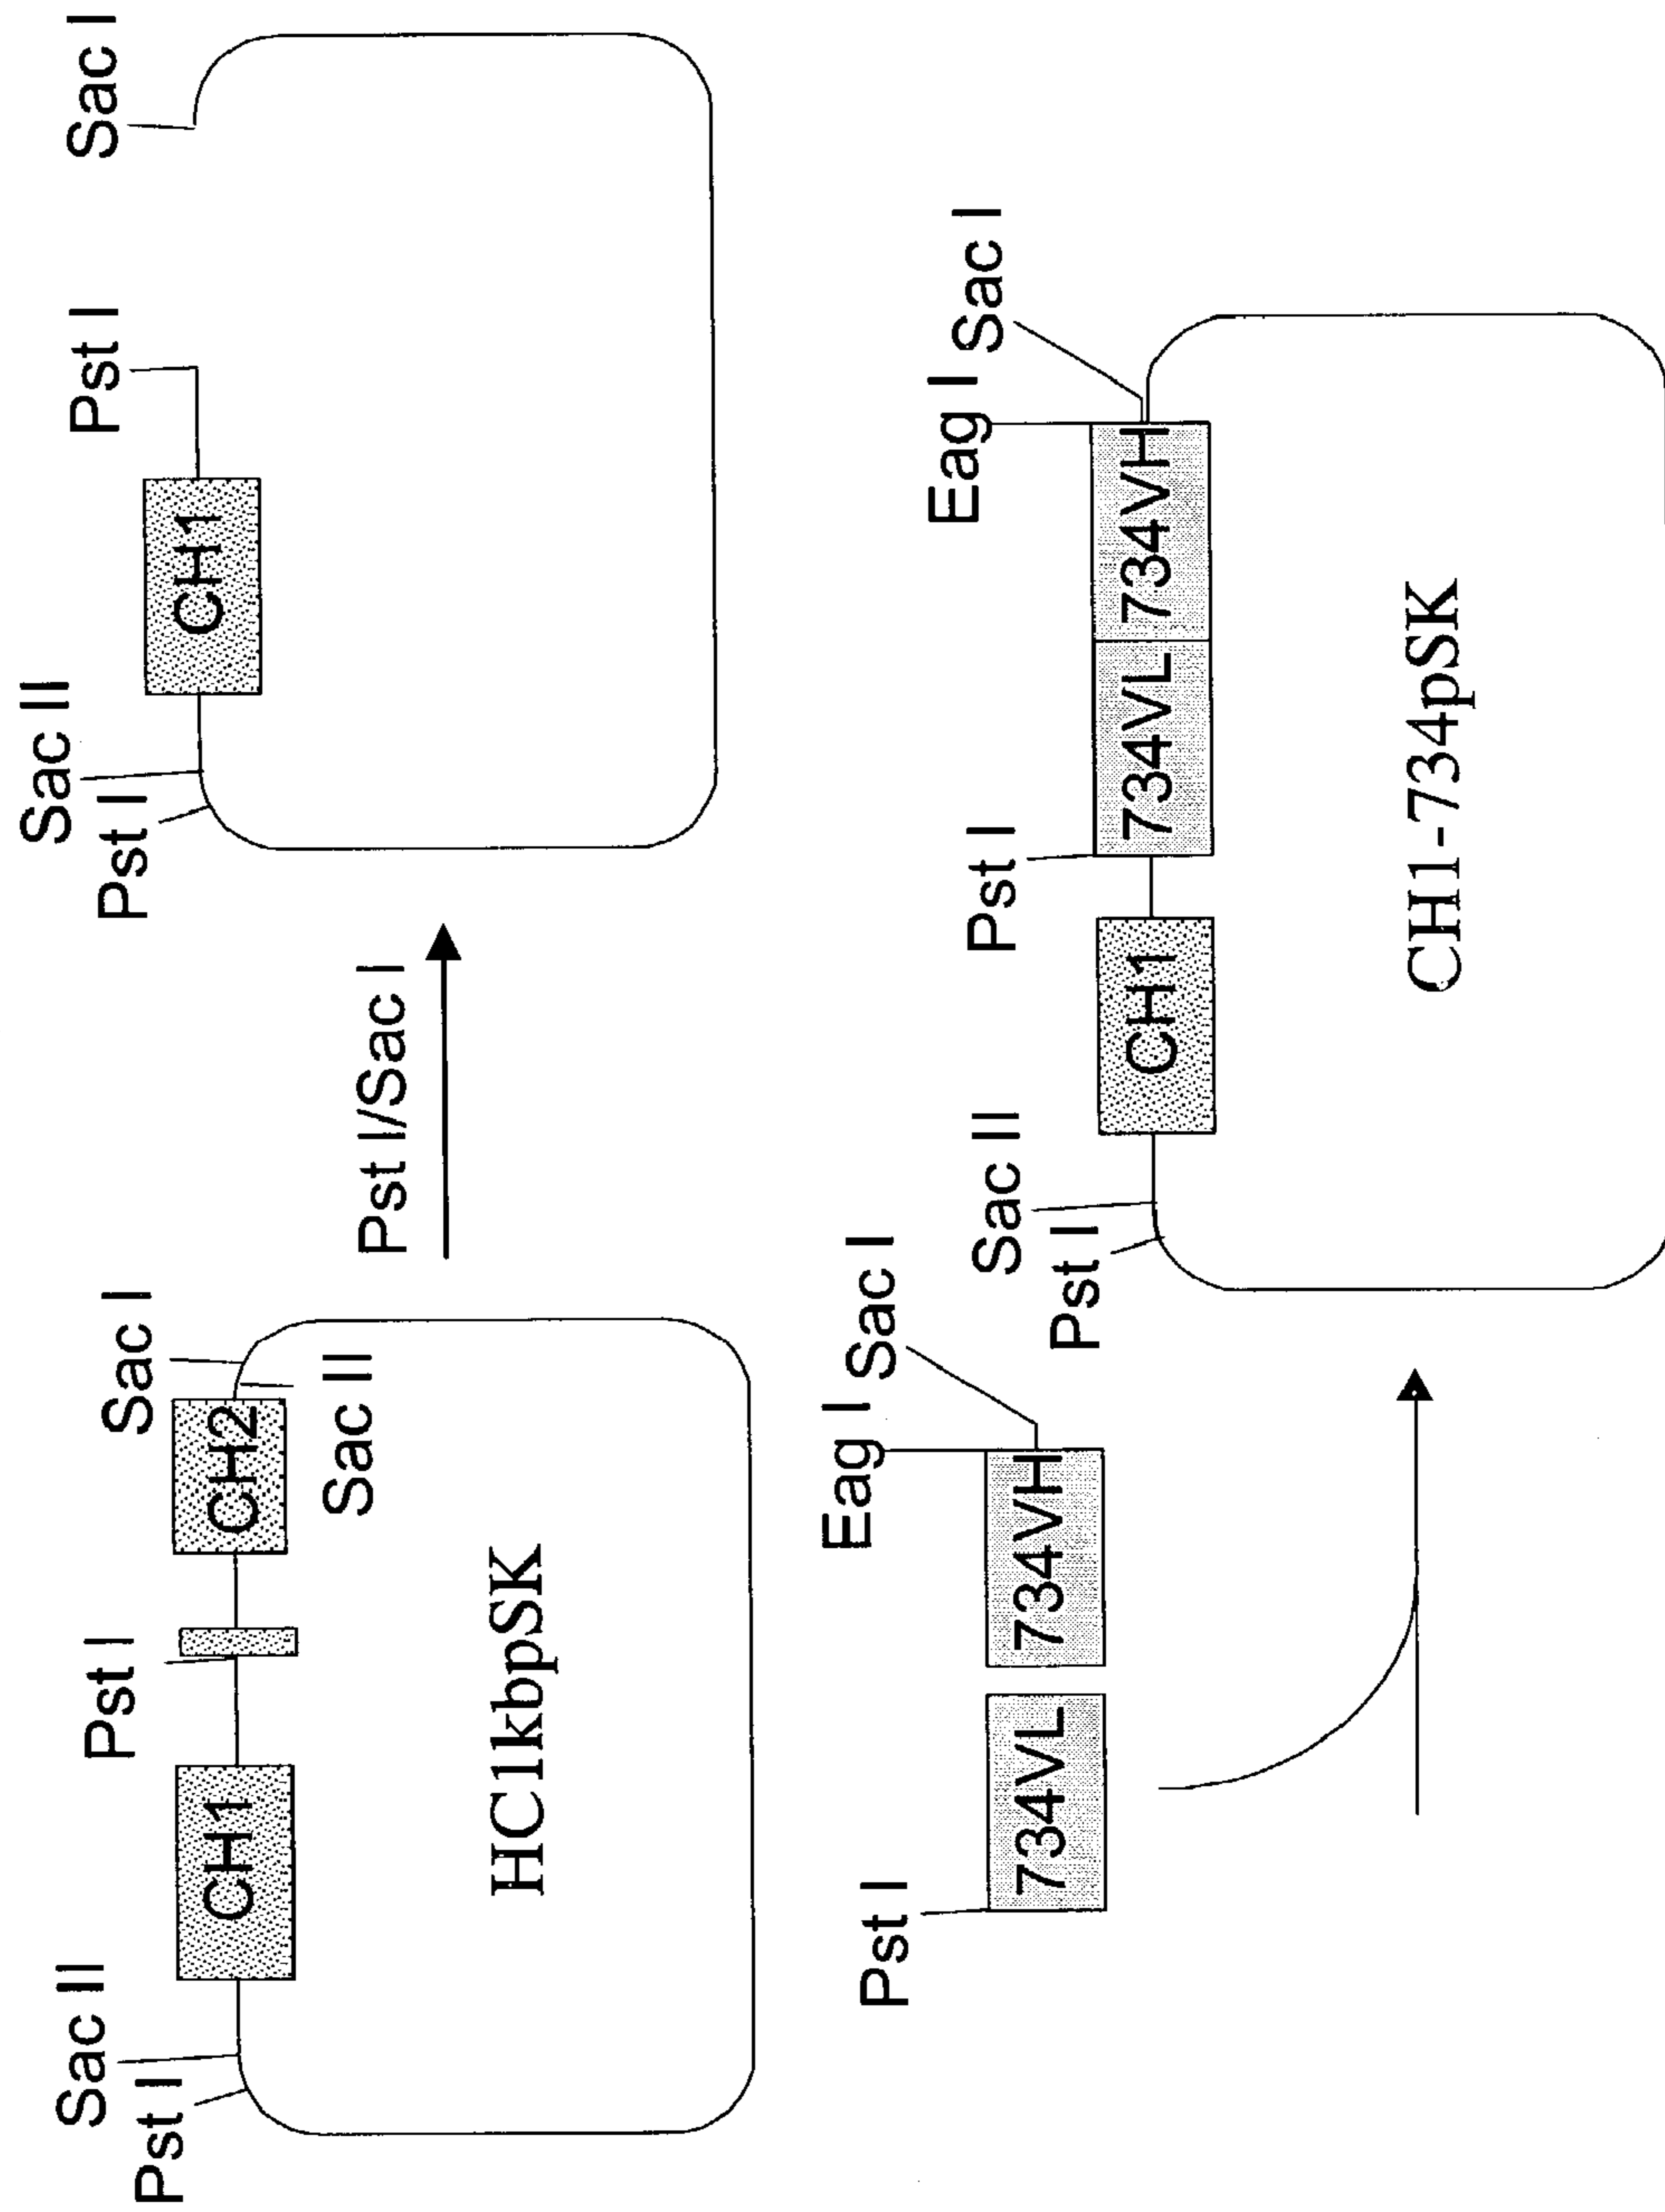 Sac II
Pst I
CH1
Pst I
CH2
Sac I
Sac II
HC1kbpSK
Pst I/Sac I
Sac II
Pst I
CH1
Pst I
Sac I
Pst I
734VL
734VH
Eag I
Sac I
Sac II
Pst I
CH1
Pst I
734VL
734VH
Eag I
Sac I
CH1-734pSK